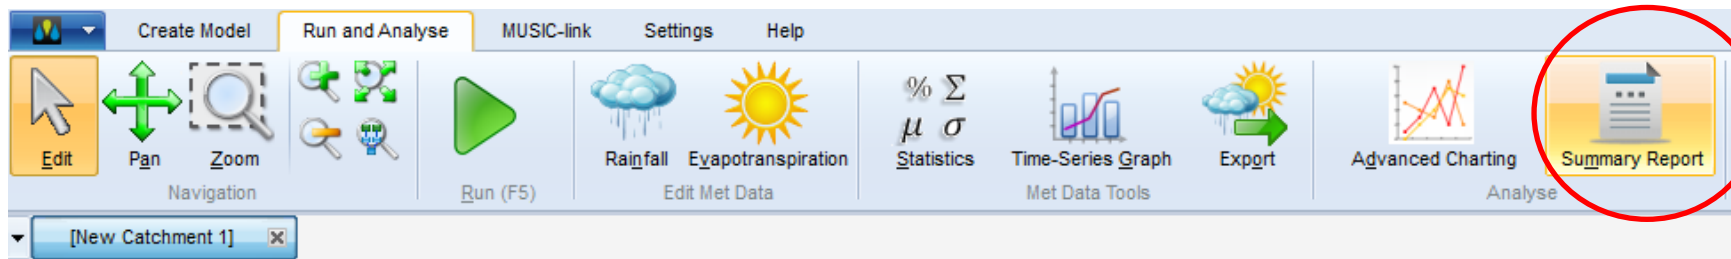 Create Model Run and Analyse MUSIC-link Settings Help
% Σ
μ σ
Edit Pan Zoom Rainfall Evapotranspiration Statistics Time-Series Graph Export Advanced Charting Summary Report
Navigation Run (F5) Edit Met Data Met Data Tools Analyse
[New Catchment 1]